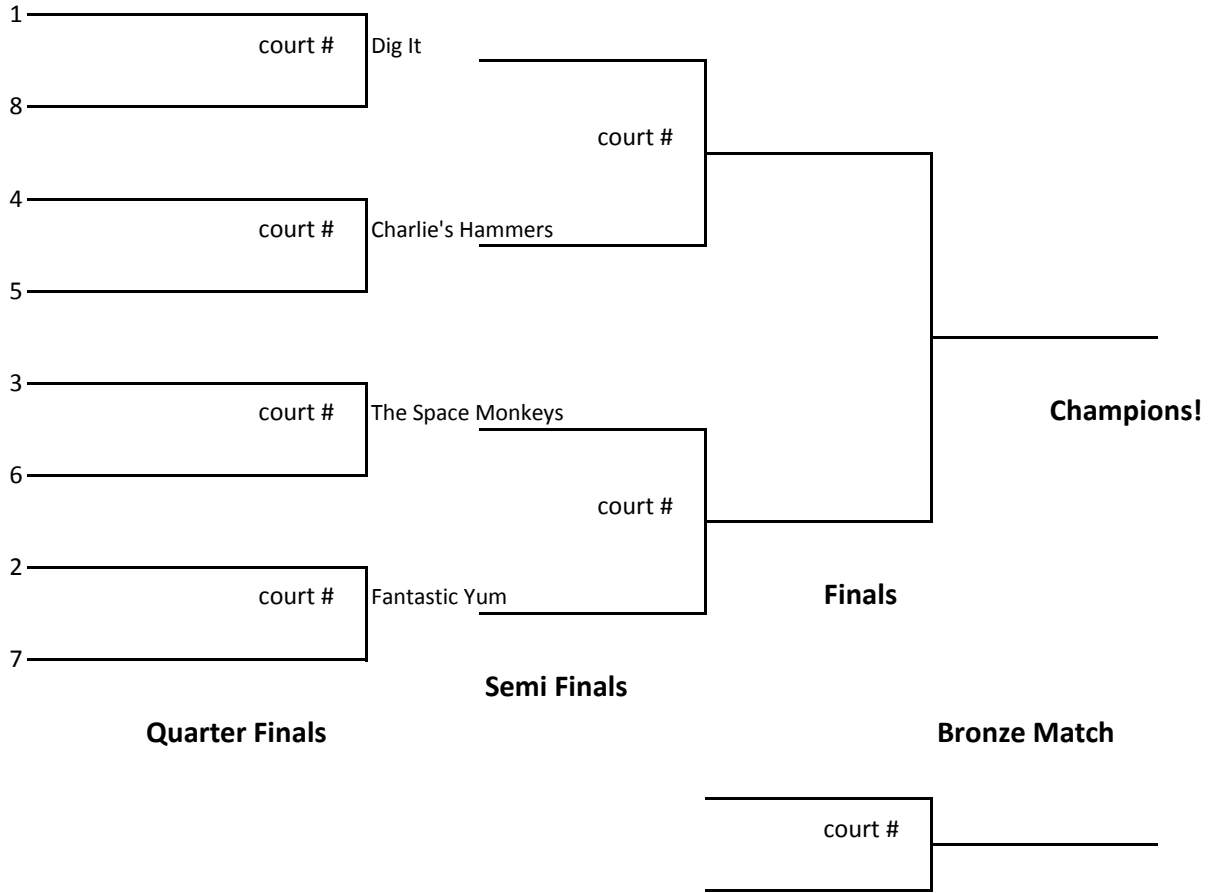 1
court # Dig It
8
court #
4
court # Charlie's Hammers
5
3
court # The Space Monkeys
Champions!
6
court #
2
court # Fantastic Yum
Finals
7
Semi Finals
Quarter Finals
Bronze Match
court #